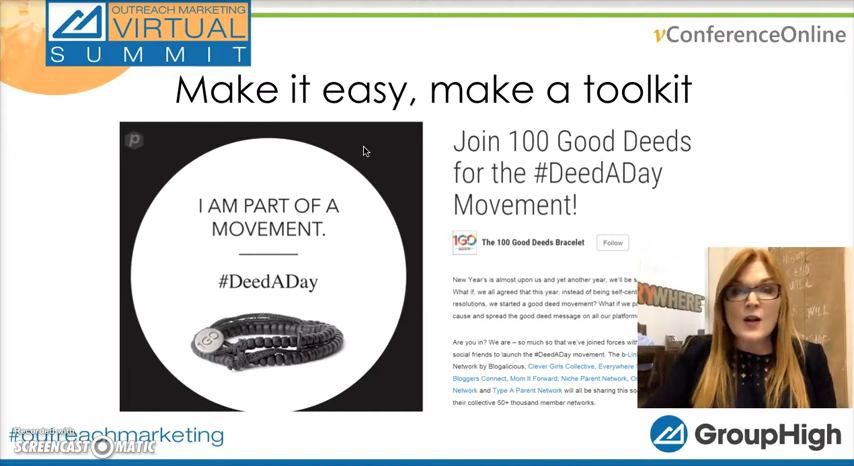 OUTREACH MARKETING
VIRTUAL
SUMMIT
vConferenceOnline
Make it easy, make a toolkit
I AM PART OF A
MOVEMENT.
#DeedADay
Join 100 Good Deeds
for the #DeedADay
Movement!
The 100 Good Deeds Bracelet
Follow
New Year's is almost upon us and yet another year, we'll be
What if, we all agreed that this year, instead of being
resolutions, we started a good deed movement? What if we
cause and spread the good deed message on all our
Are you in? We are – so much so that we've joined forces
social friends to launch the #DeedADay movement. The
Network by Blogalicious, Clever Girls Collective, Everywhere
Bloggers Connect, Mom It Forward, Niche Parent Network,
Network and Type A Parent Network will all be sharing this
their collective 50+ thousand member networks.
YWHERE
WILL
Recorded with
SCREENCAST MATIC
#outreachmarketing
GroupHigh